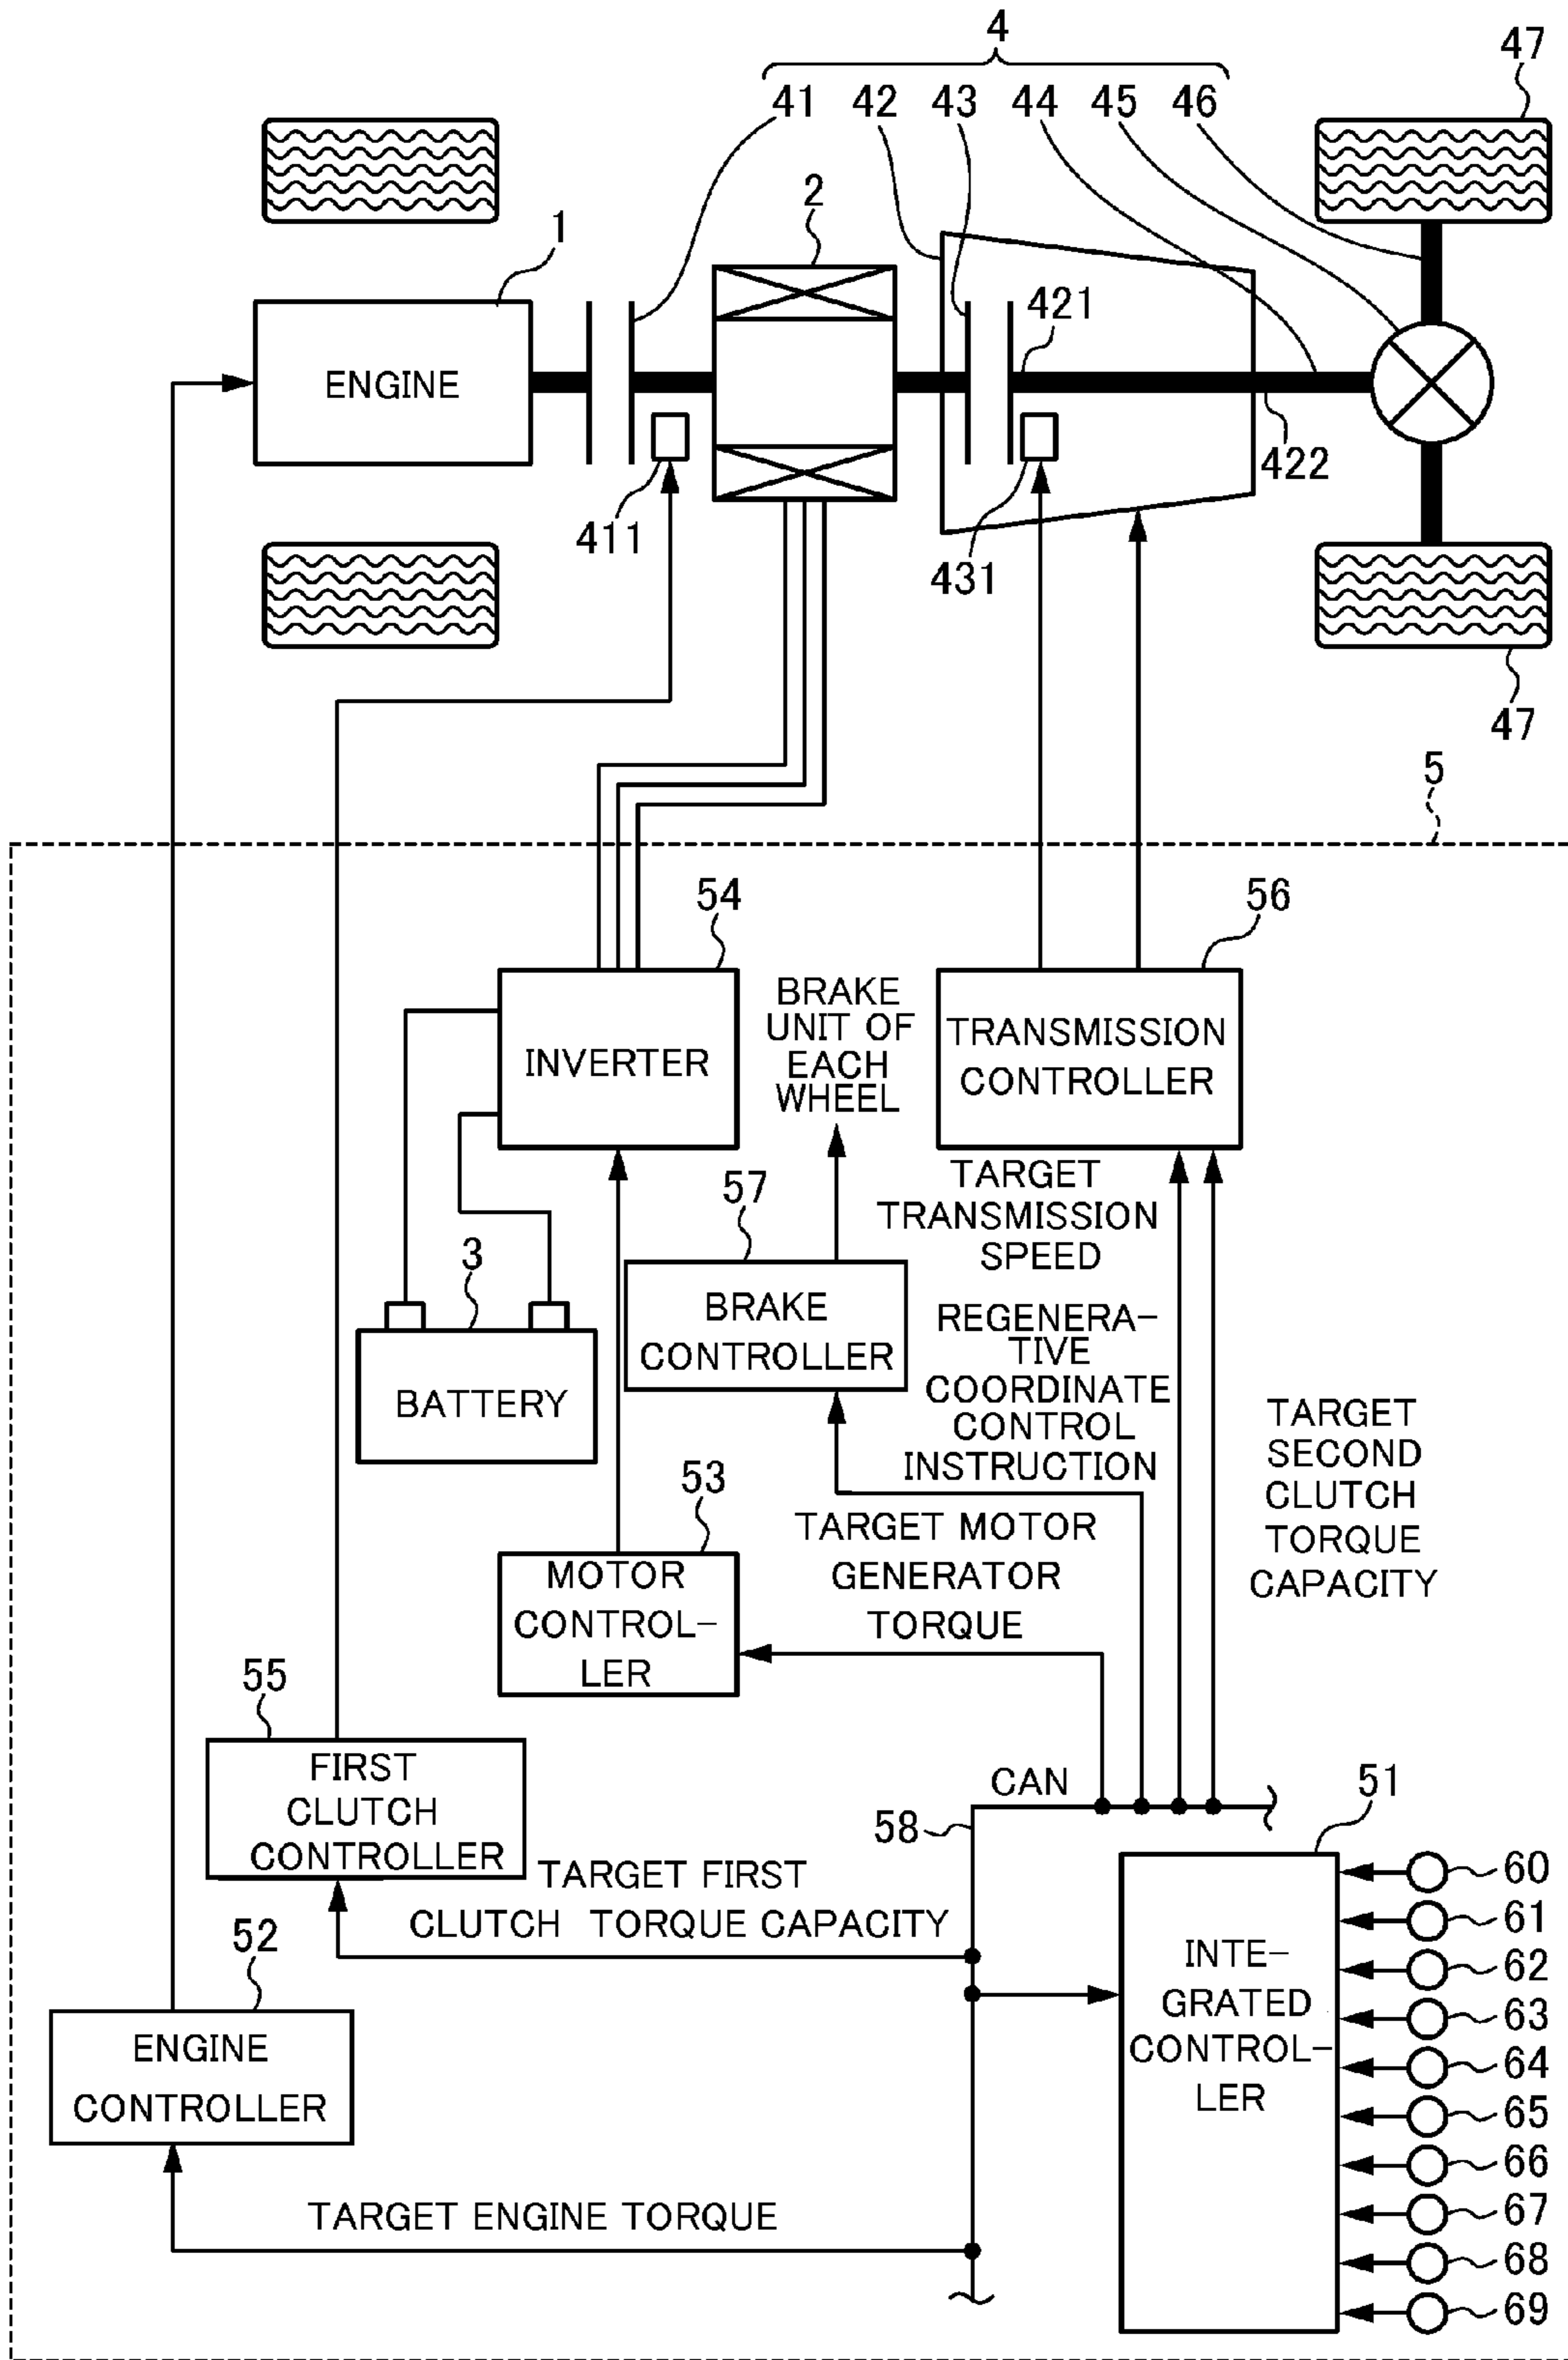 4
47
41 42 43 44 45 46
2
1
421
ENGINE
422
411
431
47
5
54
56
BRAKE
UNIT OF
EACH
WHEEL
INVERTER
TRANSMISSION
CONTROLLER
57
TARGET
TRANSMISSION
SPEED
3
BRAKE
CONTROLLER
REGENERA-
TIVE
COORDINATE
CONTROL
INSTRUCTION
BATTERY
TARGET
SECOND
CLUTCH
TORQUE
CAPACITY
53
TARGET MOTOR
GENERATOR
TORQUE
MOTOR
CONTROL-
LER
55
FIRST
CLUTCH
CONTROLLER
CAN
51
58
TARGET FIRST
CLUTCH TORQUE CAPACITY
52
INTE-
GRATED
CONTROL-
LER
60
61
62
63
64
65
66
67
68
69
ENGINE
CONTROLLER
TARGET ENGINE TORQUE